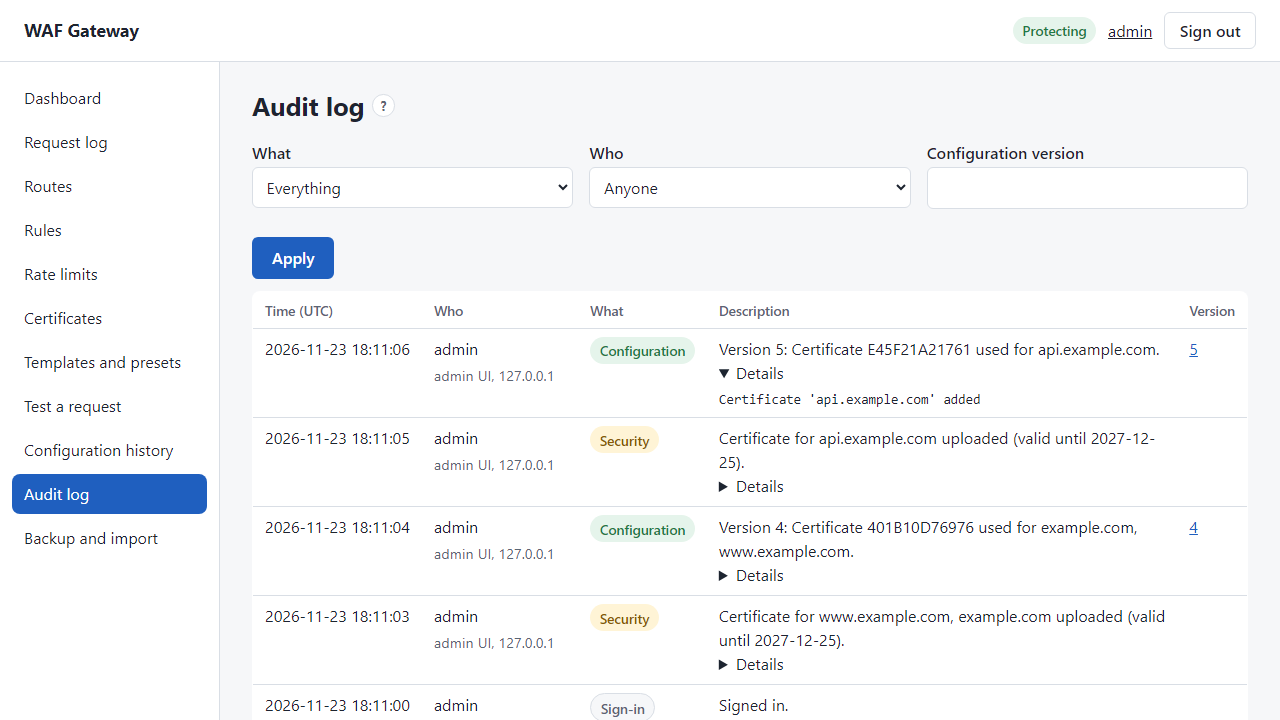 WAF Gateway
Protecting
admin
Sign out
Dashboard
Request log
Routes
Rules
Rate limits
Certificates
Templates and presets
Test a request
Configuration history
Audit log
Backup and import
Audit log ?
What
Who
Configuration version
Everything
Anyone
Apply
Time (UTC) Who What Description Version
2026-11-23 18:11:06 admin Configuration Version 5: Certificate E45F21A21761 used for api.example.com. 5
admin UI, 127.0.0.1
▼ Details
Certificate 'api.example.com' added
2026-11-23 18:11:05 admin Security Certificate for api.example.com uploaded (valid until 2027-12-
admin UI, 127.0.0.1
25).
▶ Details
2026-11-23 18:11:04 admin Configuration Version 4: Certificate 401B10D76976 used for example.com, 4
admin UI, 127.0.0.1
www.example.com.
▶ Details
2026-11-23 18:11:03 admin Security Certificate for www.example.com, example.com uploaded (valid
admin UI, 127.0.0.1
until 2027-12-25).
▶ Details
2026-11-23 18:11:00 admin Sign-in Signed in.